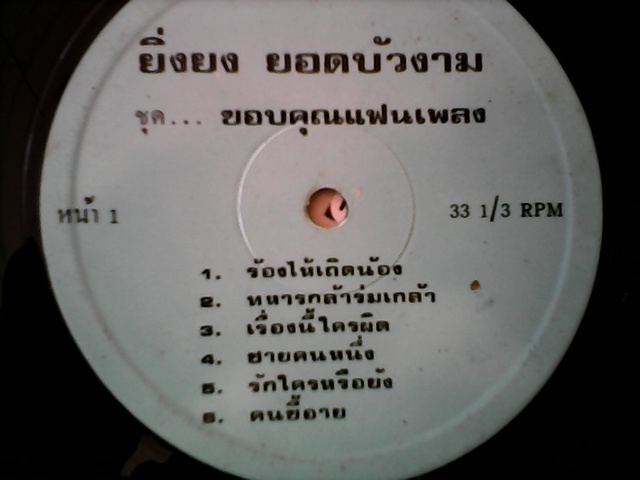 ยิ่งยง ยอดบัวงาม
ชุด... ขอบคุณแฟนเพลง
หน้า 1
33 1/3 RPM
1. ร้องไห้เถิดน้อง
2. ทหารกล้าร่มเกล้า
3. เรื่องนี้ใครผิด
4. ชายคนหนึ่ง
5. รักใครหรือยัง
6. คนขี้อาย